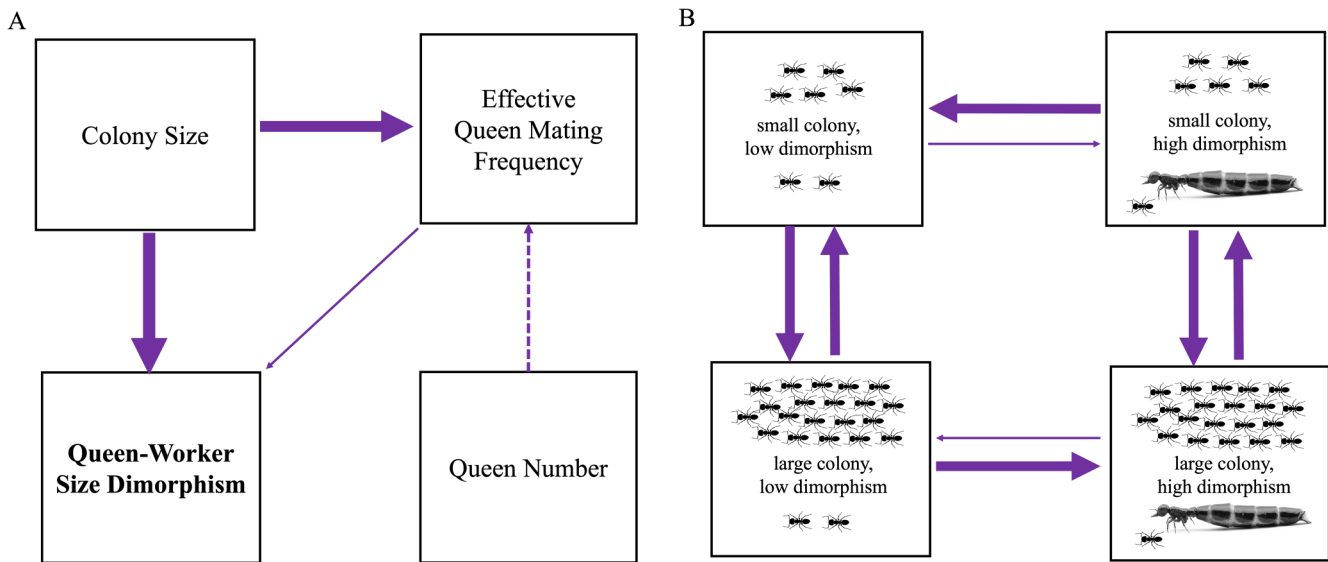 A
Colony Size
Effective
Queen Mating
Frequency
Queen-Worker
Size Dimorphism
Queen Number
B
small colony,
low dimorphism
small colony,
high dimorphism
large colony,
low dimorphism
large colony,
high dimorphism